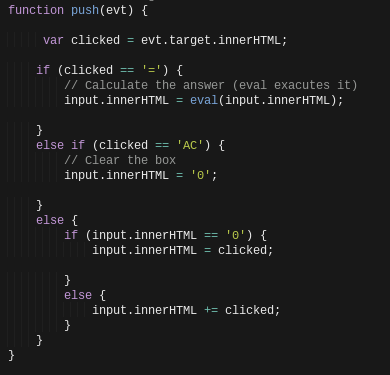 function push(evt) {
var clicked = evt.target.innerHTML;
if (clicked == '=') {
// Calculate the answer (eval exacutes it)
input.innerHTML = eval(input.innerHTML);
}
else if (clicked == 'AC') {
// Clear the box
input.innerHTML = '0';
}
else {
if (input.innerHTML == '0') {
input.innerHTML = clicked;
}
else {
input.innerHTML += clicked;
}
}
}